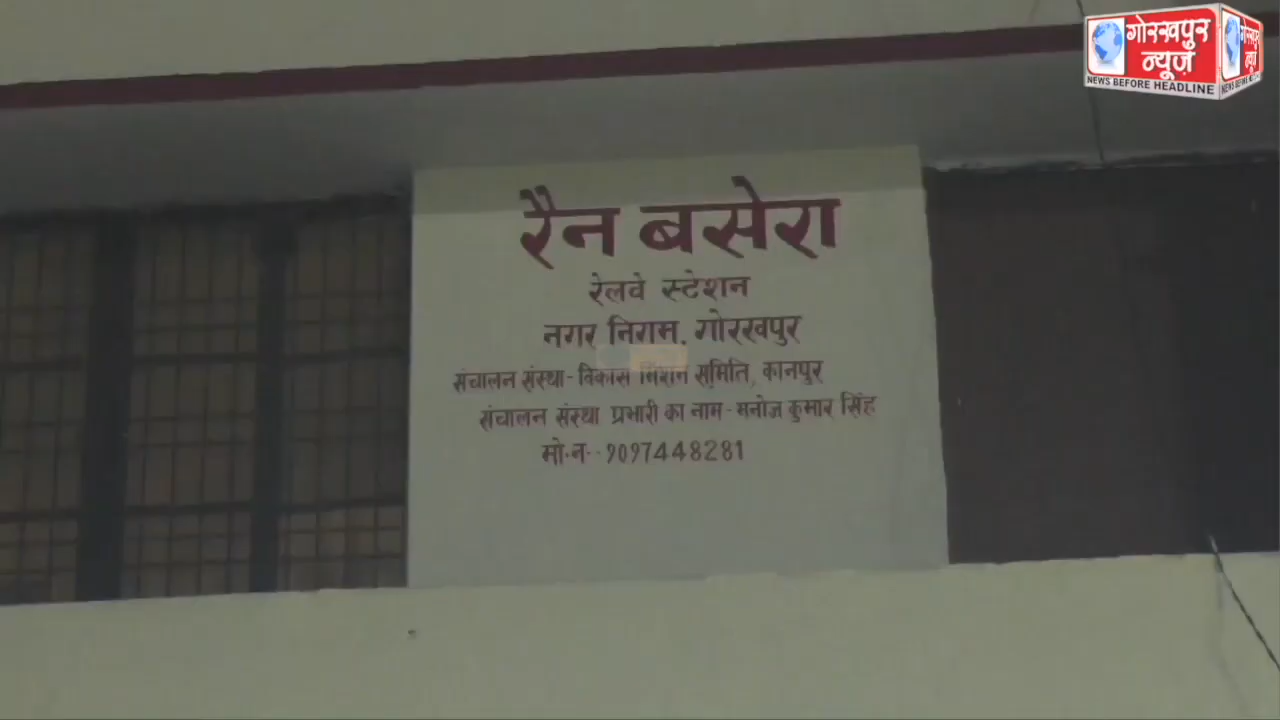 गोरखपुर
न्यूज़
NEWS BEFORE HEADLINE
रैन बसेरा
रेलवे स्टेशन
नगर निगम, गोरखपुर
संचालन संस्था - विकास मिशन समिति, कानपुर
संचालन संस्था प्रभारी का नाम - मनोज कुमार सिंह
मो.न. - 9097448281